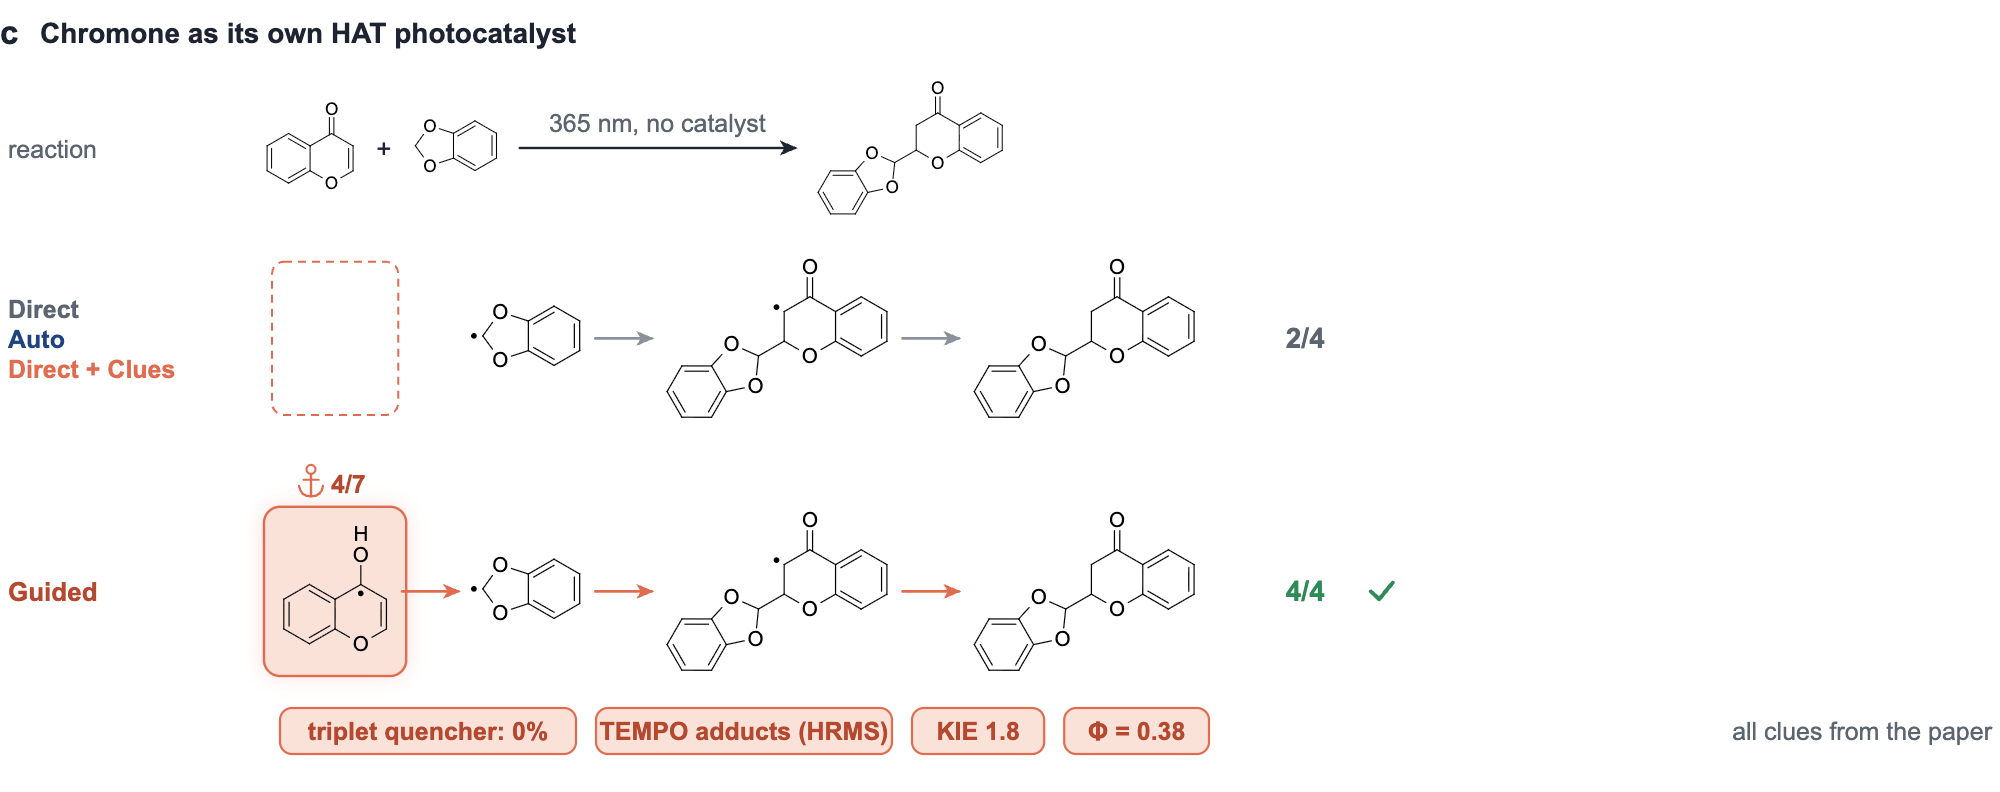 c Chromone as its own HAT photocatalyst
reaction
O
O
+
O
O
365 nm, no catalyst
O
O
O
O
Direct
Auto
Direct + Clues
O
O
O
O
O
O
O
O
O
O
2/4
4/7
Guided
H
O
O
O
O
O
O
O
O
O
O
O
O
4/4
triplet quencher: 0%
TEMPO adducts (HRMS)
KIE 1.8
Φ = 0.38
all clues from the paper